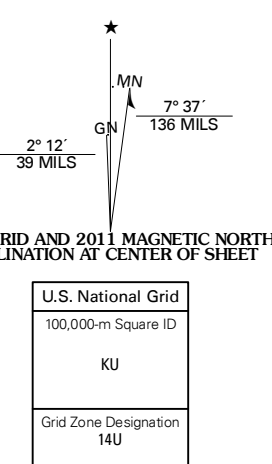 MN
GN
7° 37´
136 MILS
2° 12´
39 MILS
RID AND 2011 MAGNETIC NORTH
LINATION AT CENTER OF SHEET
U.S. National Grid
100,000-m Square ID
KU
Grid Zone Designation
14U